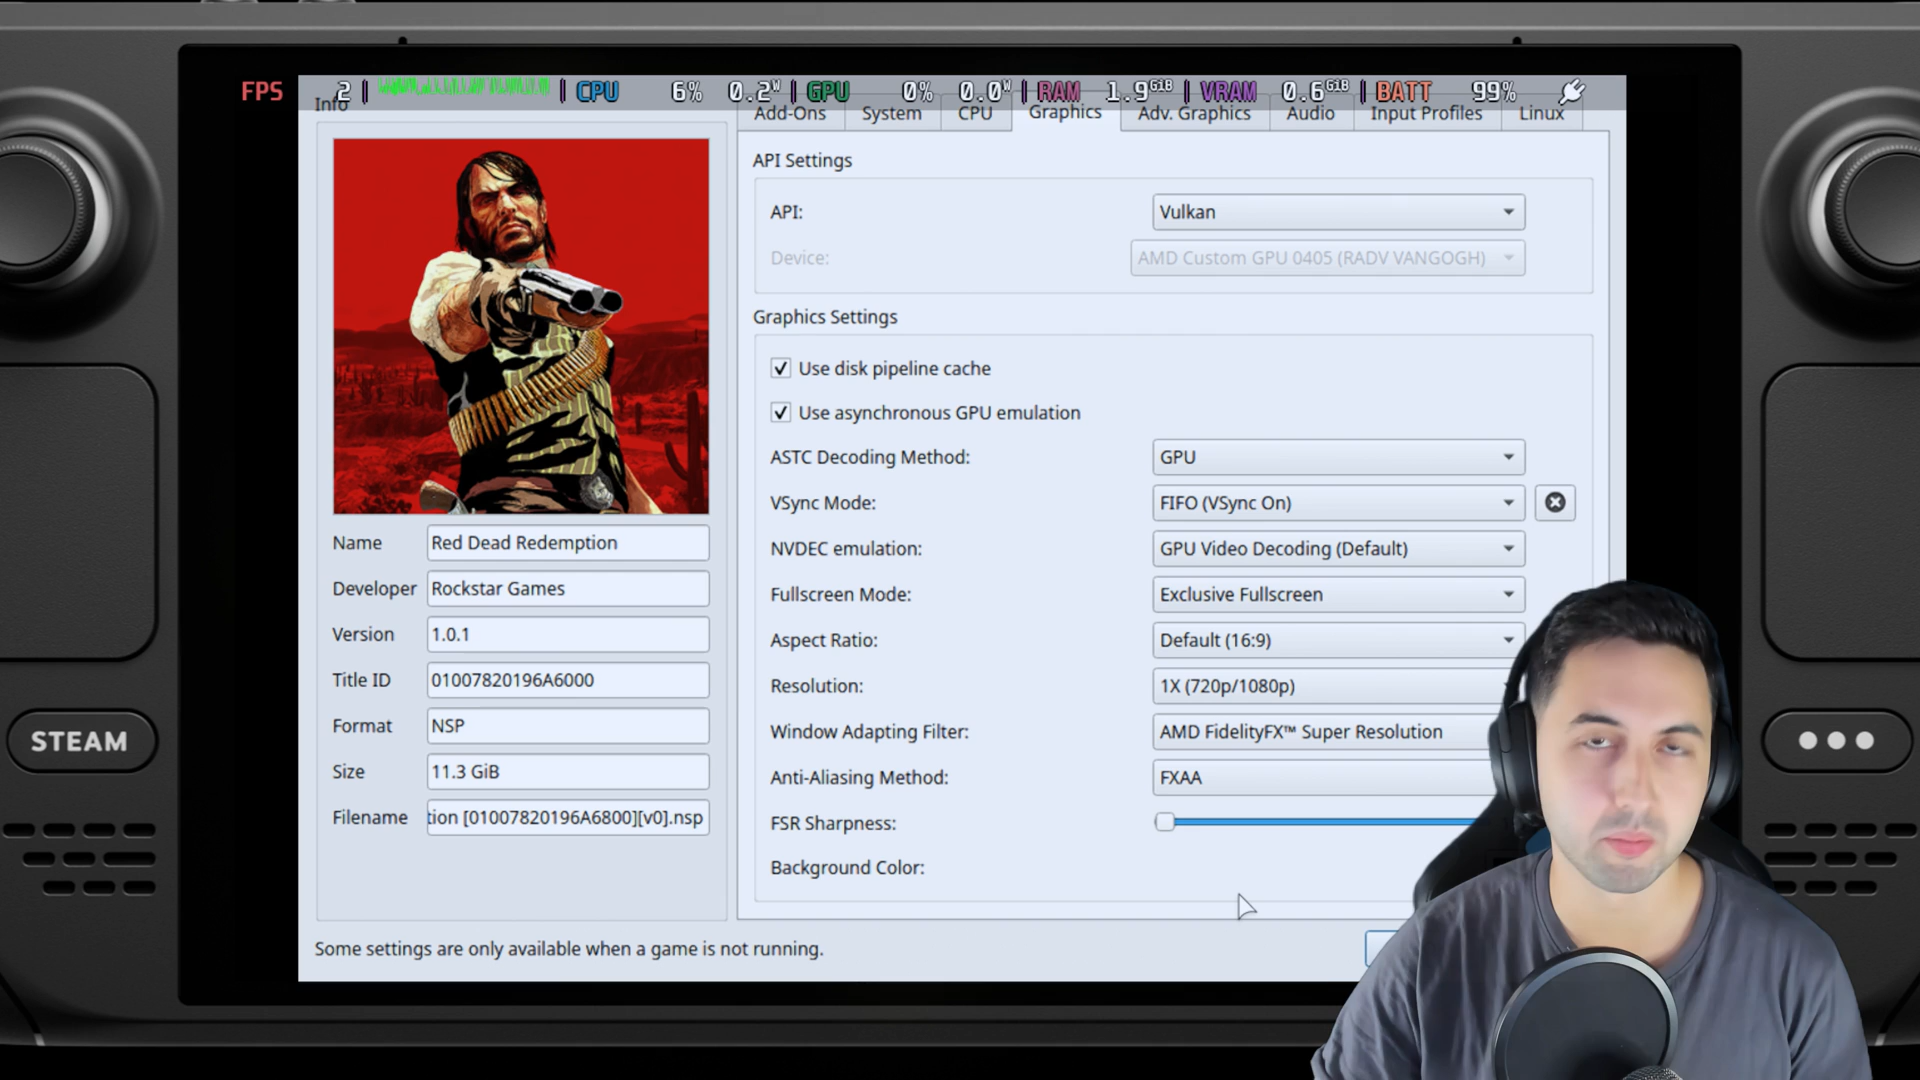 FPS 2 | CPU 6% 0.2W | GPU 0% 0.0W | RAM 1.9GiB | VRAM 0.6GiB | BATT 99%
Info
Add-Ons System CPU Graphics Adv. Graphics Audio Input Profiles Linux
API Settings
API: Vulkan
Device: AMD Custom GPU 0405 (RADV VANGOGH)
Graphics Settings
Use disk pipeline cache
Use asynchronous GPU emulation
ASTC Decoding Method: GPU
VSync Mode: FIFO (VSync On)
NVDEC emulation: GPU Video Decoding (Default)
Fullscreen Mode: Exclusive Fullscreen
Aspect Ratio: Default (16:9)
Resolution: 1X (720p/1080p)
Window Adapting Filter: AMD FidelityFX™ Super Resolution
Anti-Aliasing Method: FXAA
FSR Sharpness:
Background Color:
Name Red Dead Redemption
Developer Rockstar Games
Version 1.0.1
Title ID 01007820196A6000
Format NSP
Size 11.3 GiB
Filename tion [01007820196A6800][v0].nsp
Some settings are only available when a game is not running.
STEAM